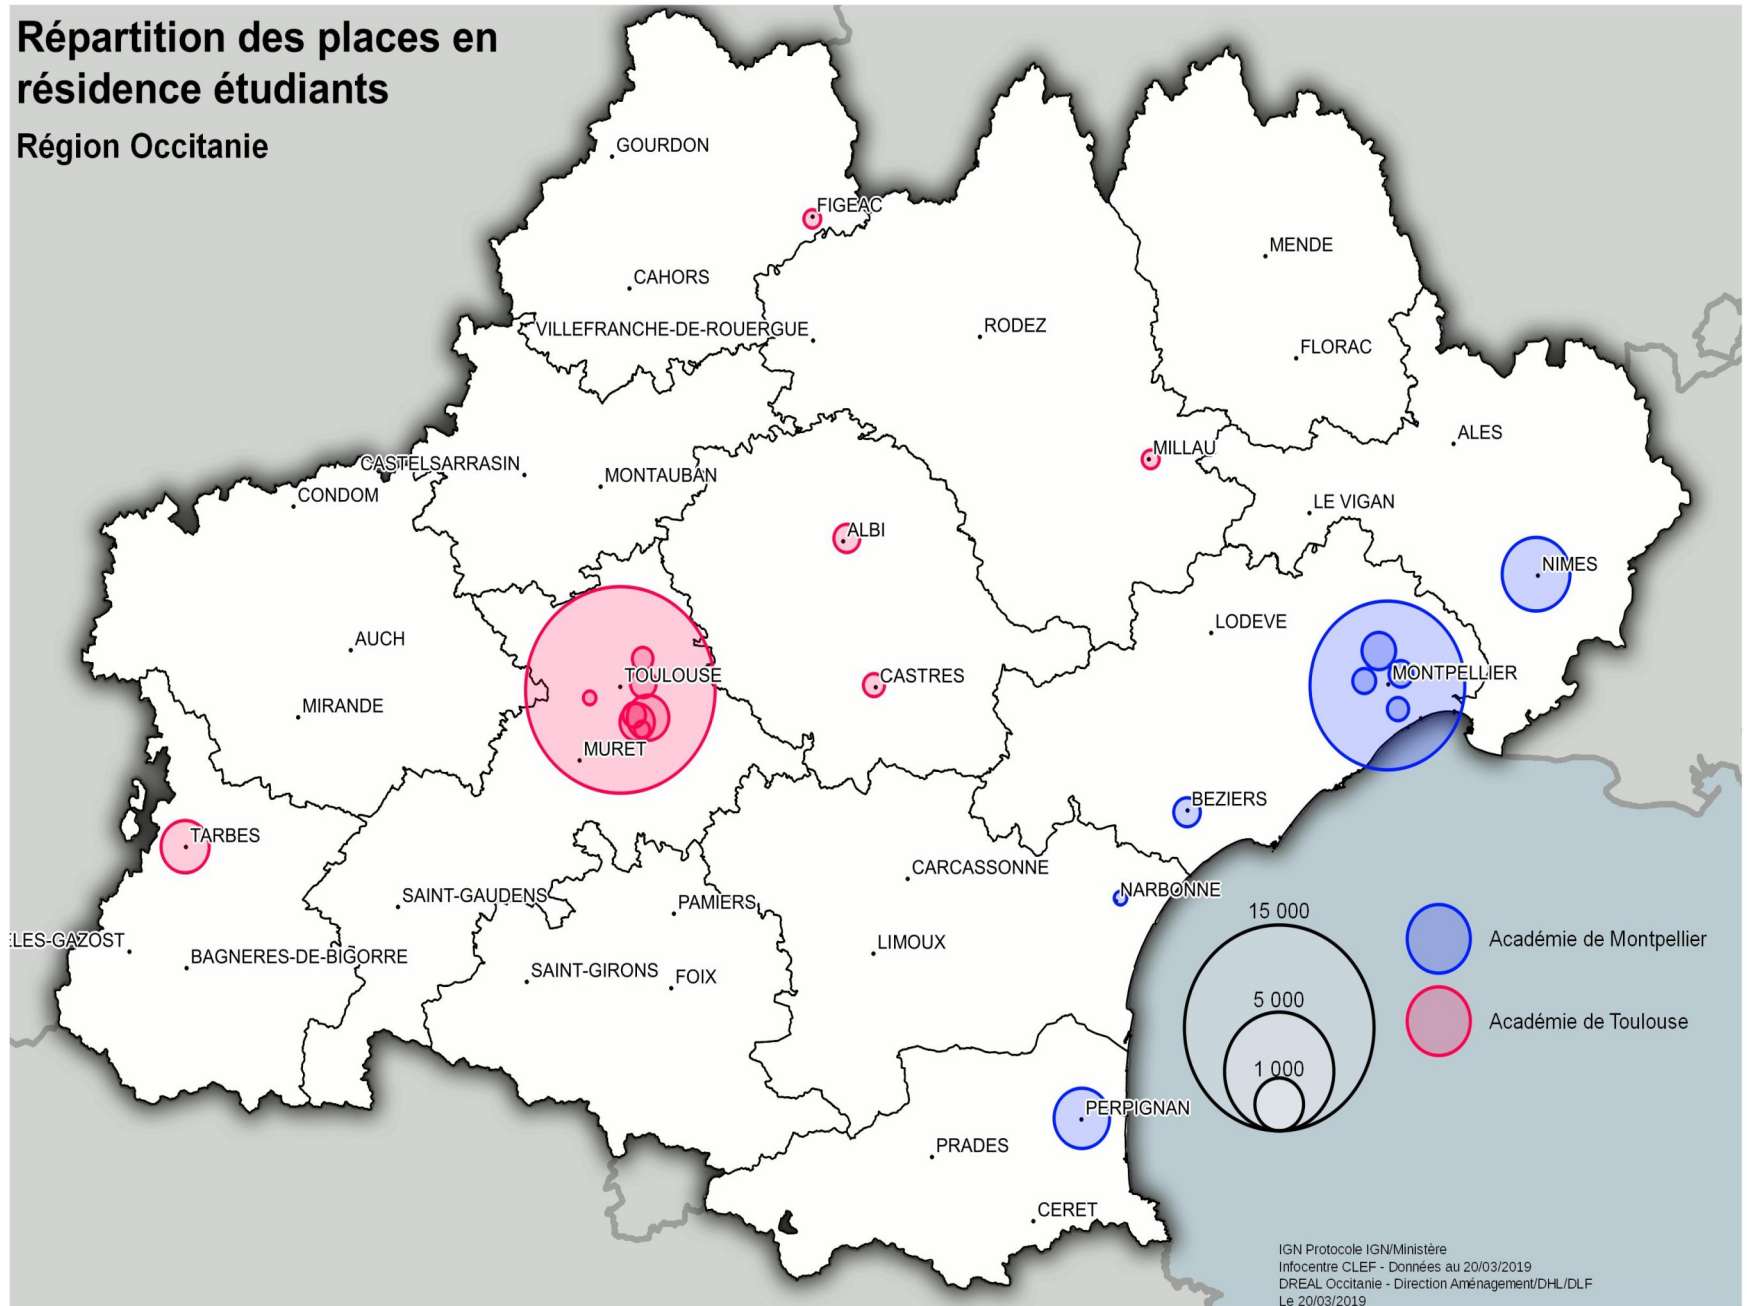 Répartition des places en
résidence étudiants
Région Occitanie
GOURDON
FIGEAC
MENDE
CAHORS
VILLEFRANCHE-DE-ROUERGUE
RODEZ
FLORAC
ALES
MILLAU
CASTELSARRASIN
MONTAUBAN
CONDOM
LE VIGAN
ALBI
NIMES
LODEVE
AUCH
TOULOUSE
CASTRES
MONTPELLIER
MIRANDE
MURET
BEZIERS
TARBES
CARCASSONNE
NARBONNE
SAINT-GAUDENS
PAMIERS
15 000
ELES-GAZOST
LIMOUX
Académie de Montpellier
BAGNERES-DE-BIGORRE
SAINT-GIRONS
FOIX
5 000
Académie de Toulouse
1 000
PERPIGNAN
PRADES
CERET
IGN Protocole IGN/Ministère
Infocentre CLEF - Données au 20/03/2019
DREAL Occitanie - Direction Aménagement/DHL/DLF
Le 20/03/2019